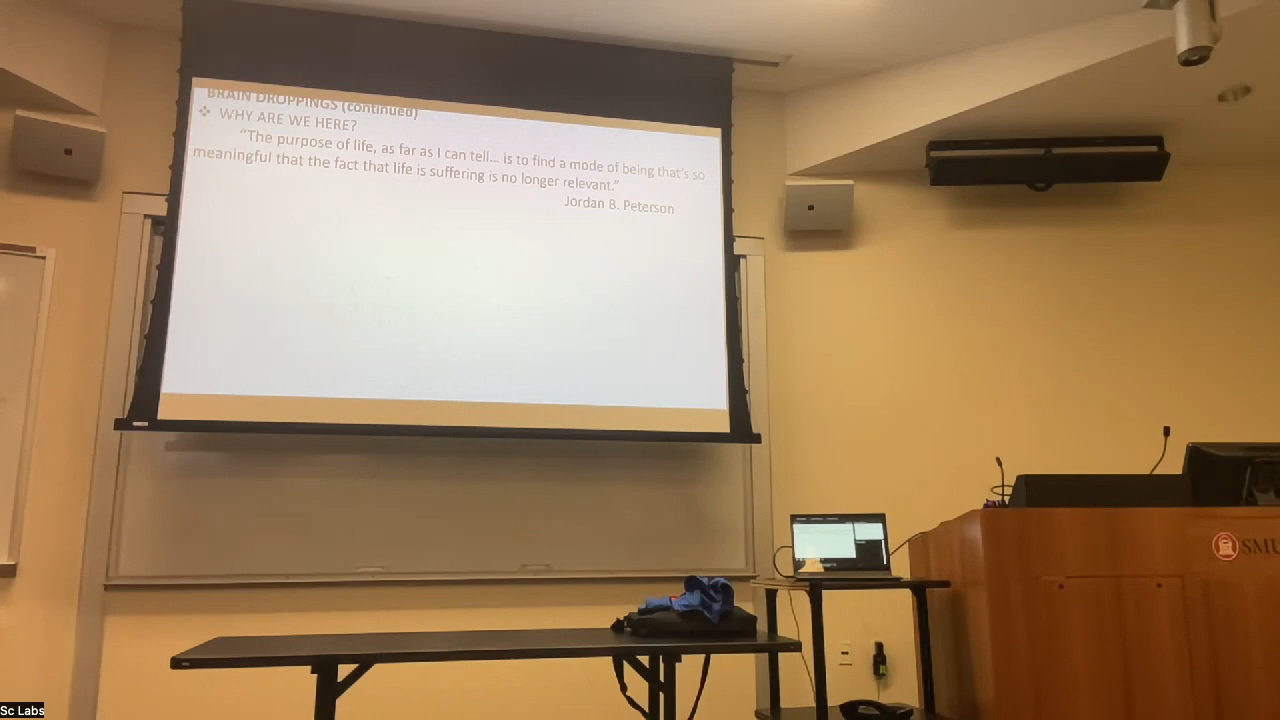 BRAIN DROPPINGS (continued)
❖ WHY ARE WE HERE?
"The purpose of life, as far as I can tell... is to find a mode of being that's so
meaningful that the fact that life is suffering is no longer relevant."
Jordan B. Peterson
SMU
Sc Labs